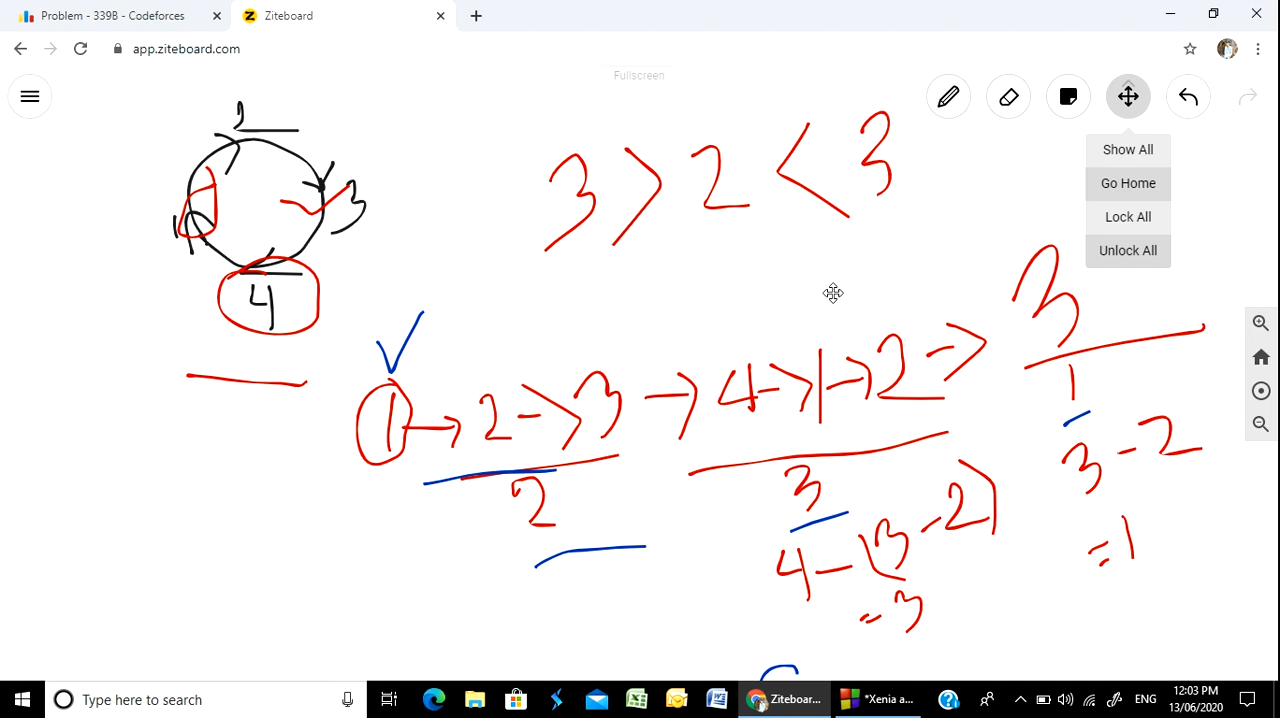 Problem - 339B - Codeforces
Ziteboard
app.ziteboard.com
Fullscreen
Show All
Go Home
Lock All
Unlock All
2
3
4
1
3 > 2 < 3
1 → 2 -> 3 → 4 -> 1 -> 2 -> 3
2
3
1
4 - (3 - 2)
= 3
3 - 2
= 1
Type here to search
Ziteboar...
*Xenia a...
ENG
12:03 PM
13/06/2020